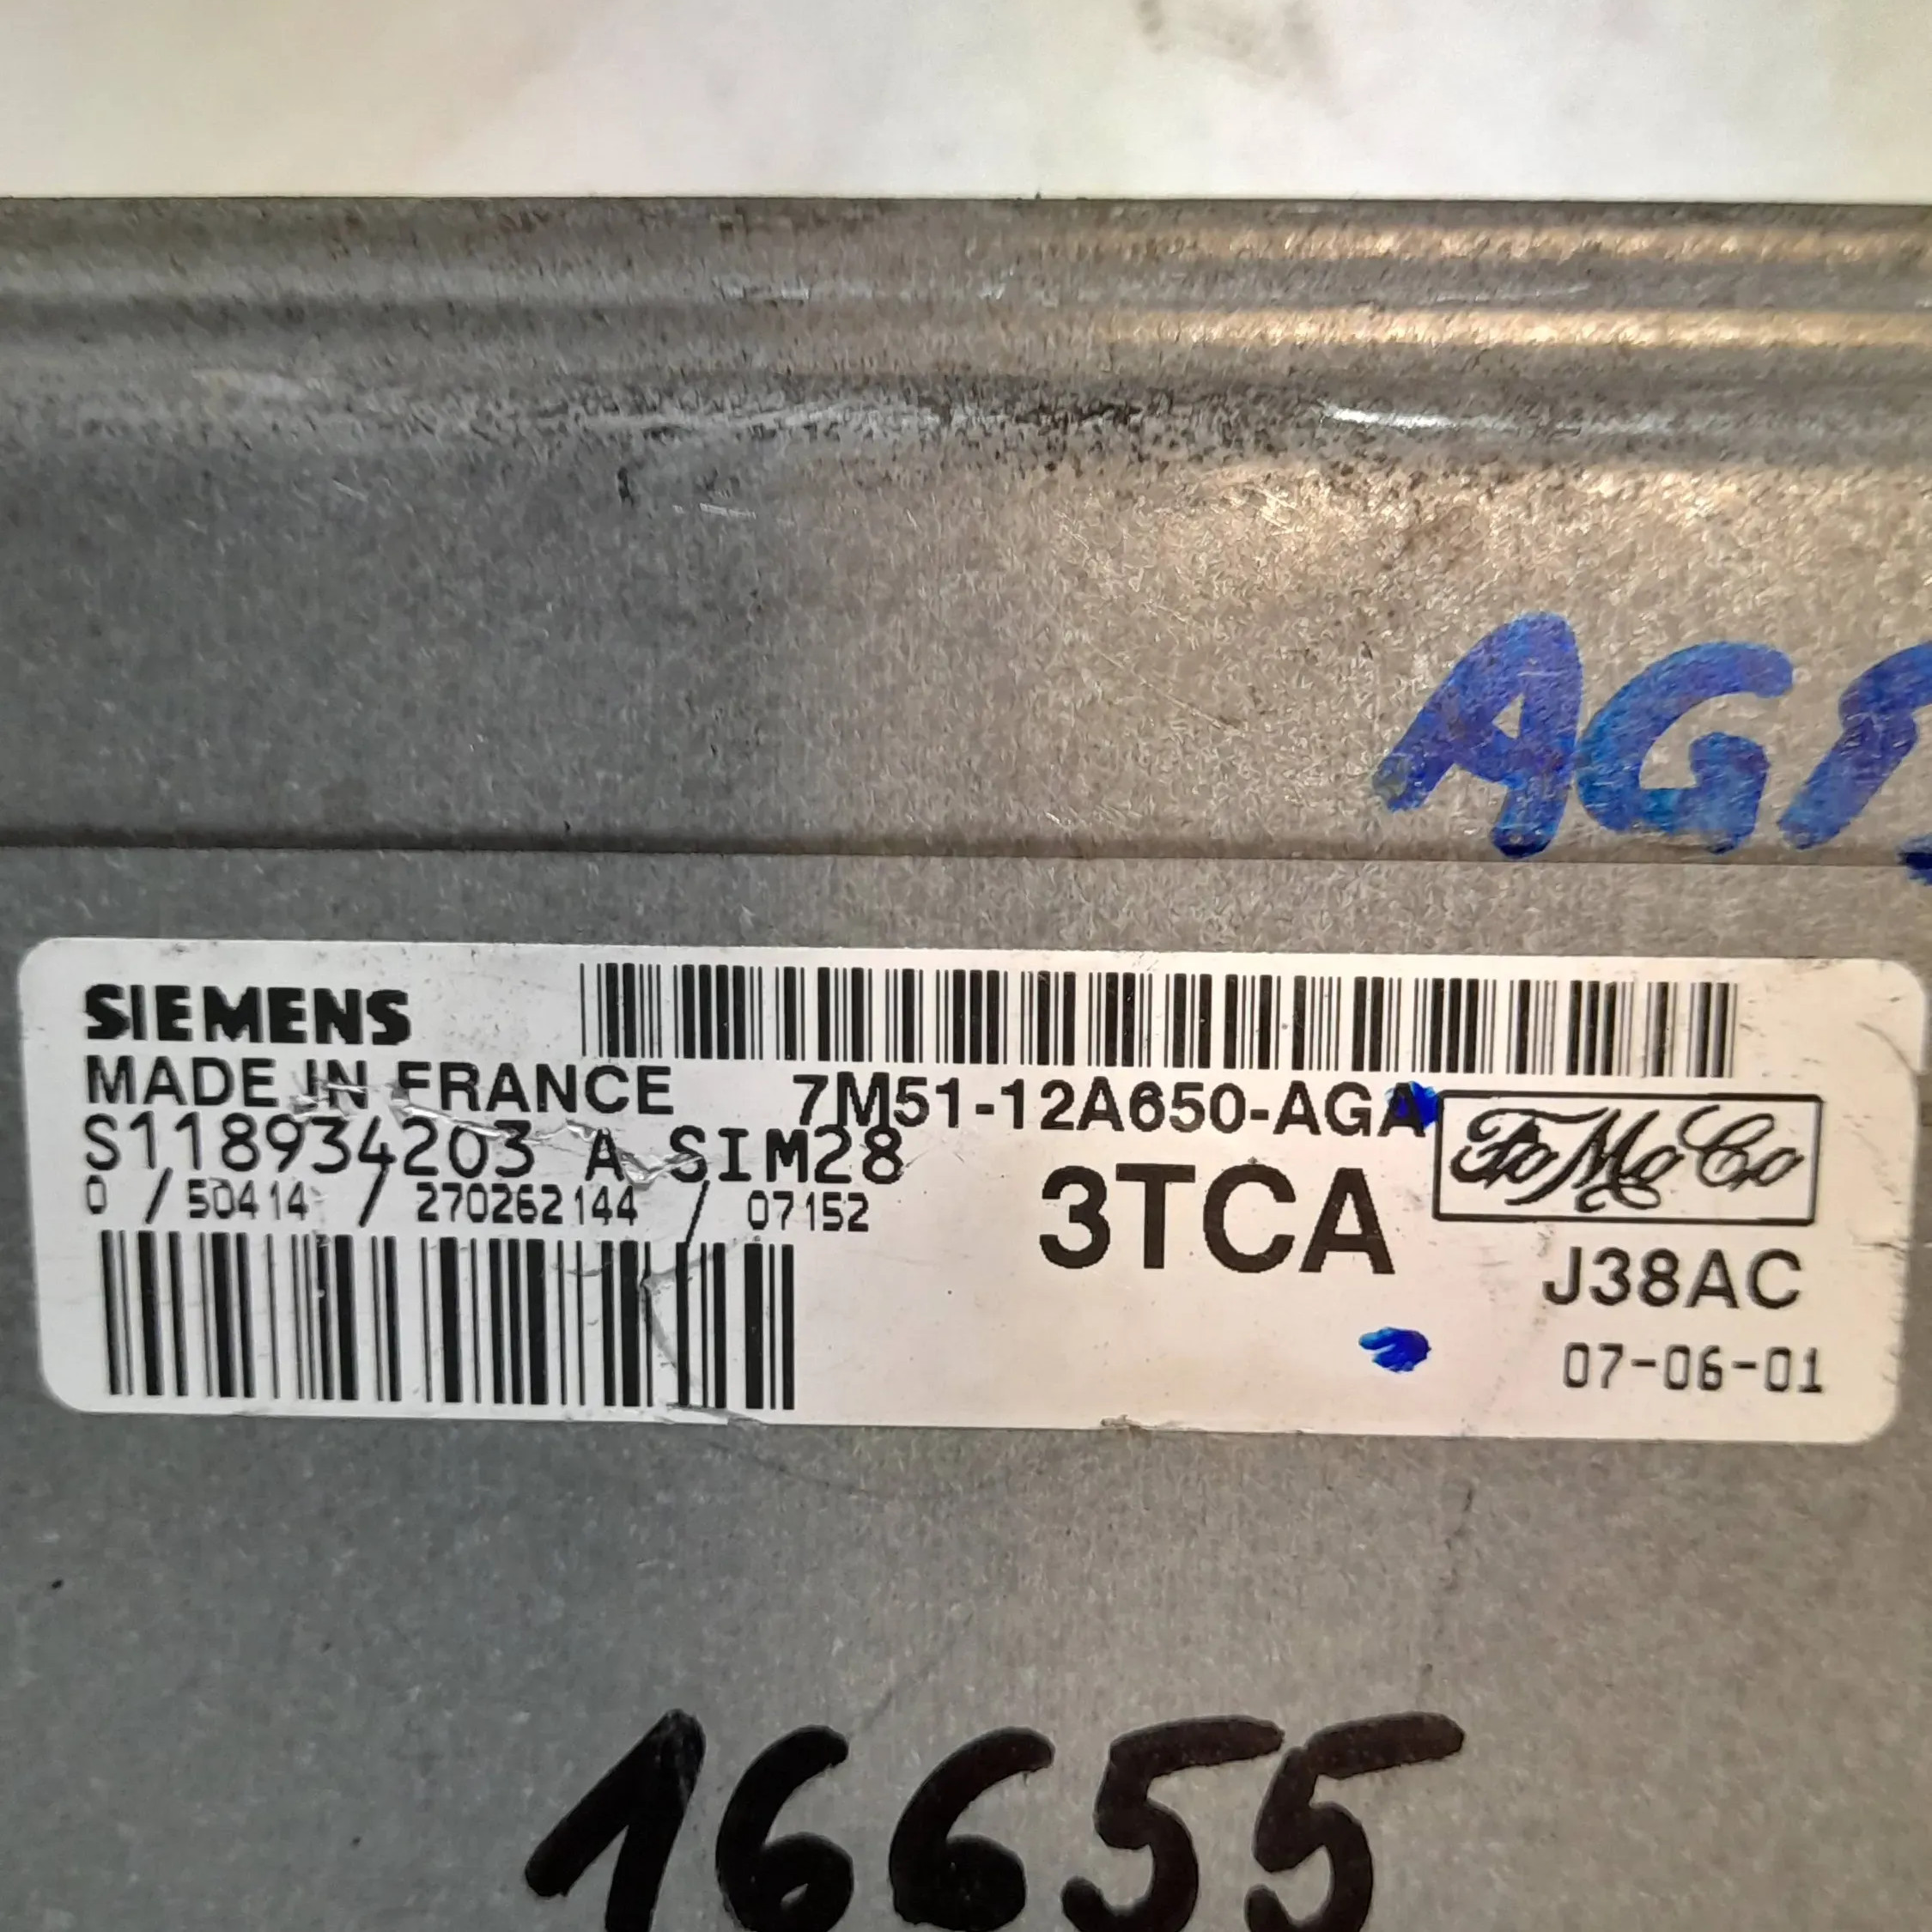 SIEMENS
MADE IN FRANCE
7M51-12A650-AGA
S118934203 A SIM28
FoMoCo
0 / 50414 / 270262144 / 07152
3TCA
J38AC
07-06-01
16655